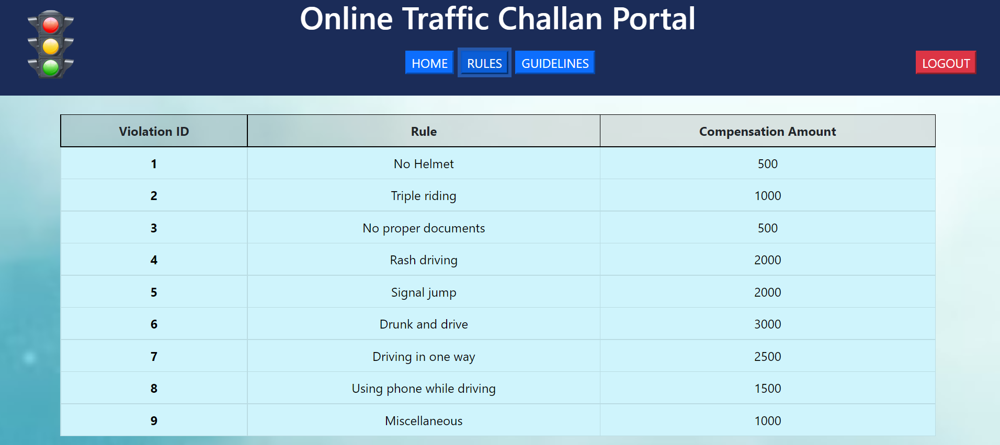 Online Traffic Challan Portal
HOME RULES GUIDELINES LOGOUT
Violation ID Rule Compensation Amount
1 No Helmet 500
2 Triple riding 1000
3 No proper documents 500
4 Rash driving 2000
5 Signal jump 2000
6 Drunk and drive 3000
7 Driving in one way 2500
8 Using phone while driving 1500
9 Miscellaneous 1000